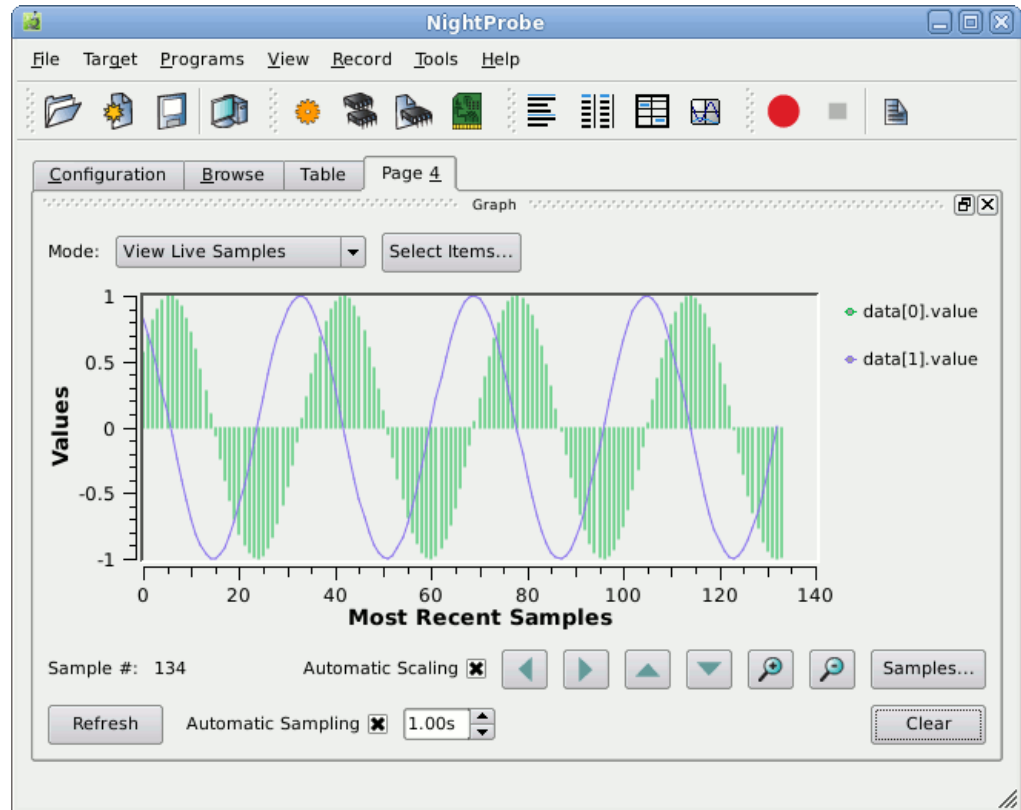 NightProbe
File Target Programs View Record Tools Help
Configuration Browse Table Page 4
Graph
Mode: View Live Samples Select Items...
1
0.5
0
-0.5
-1
Values
data[0].value
data[1].value
0 20 40 60 80 100 120 140
Most Recent Samples
Sample #: 134 Automatic Scaling Samples...
Refresh Automatic Sampling 1.00s Clear